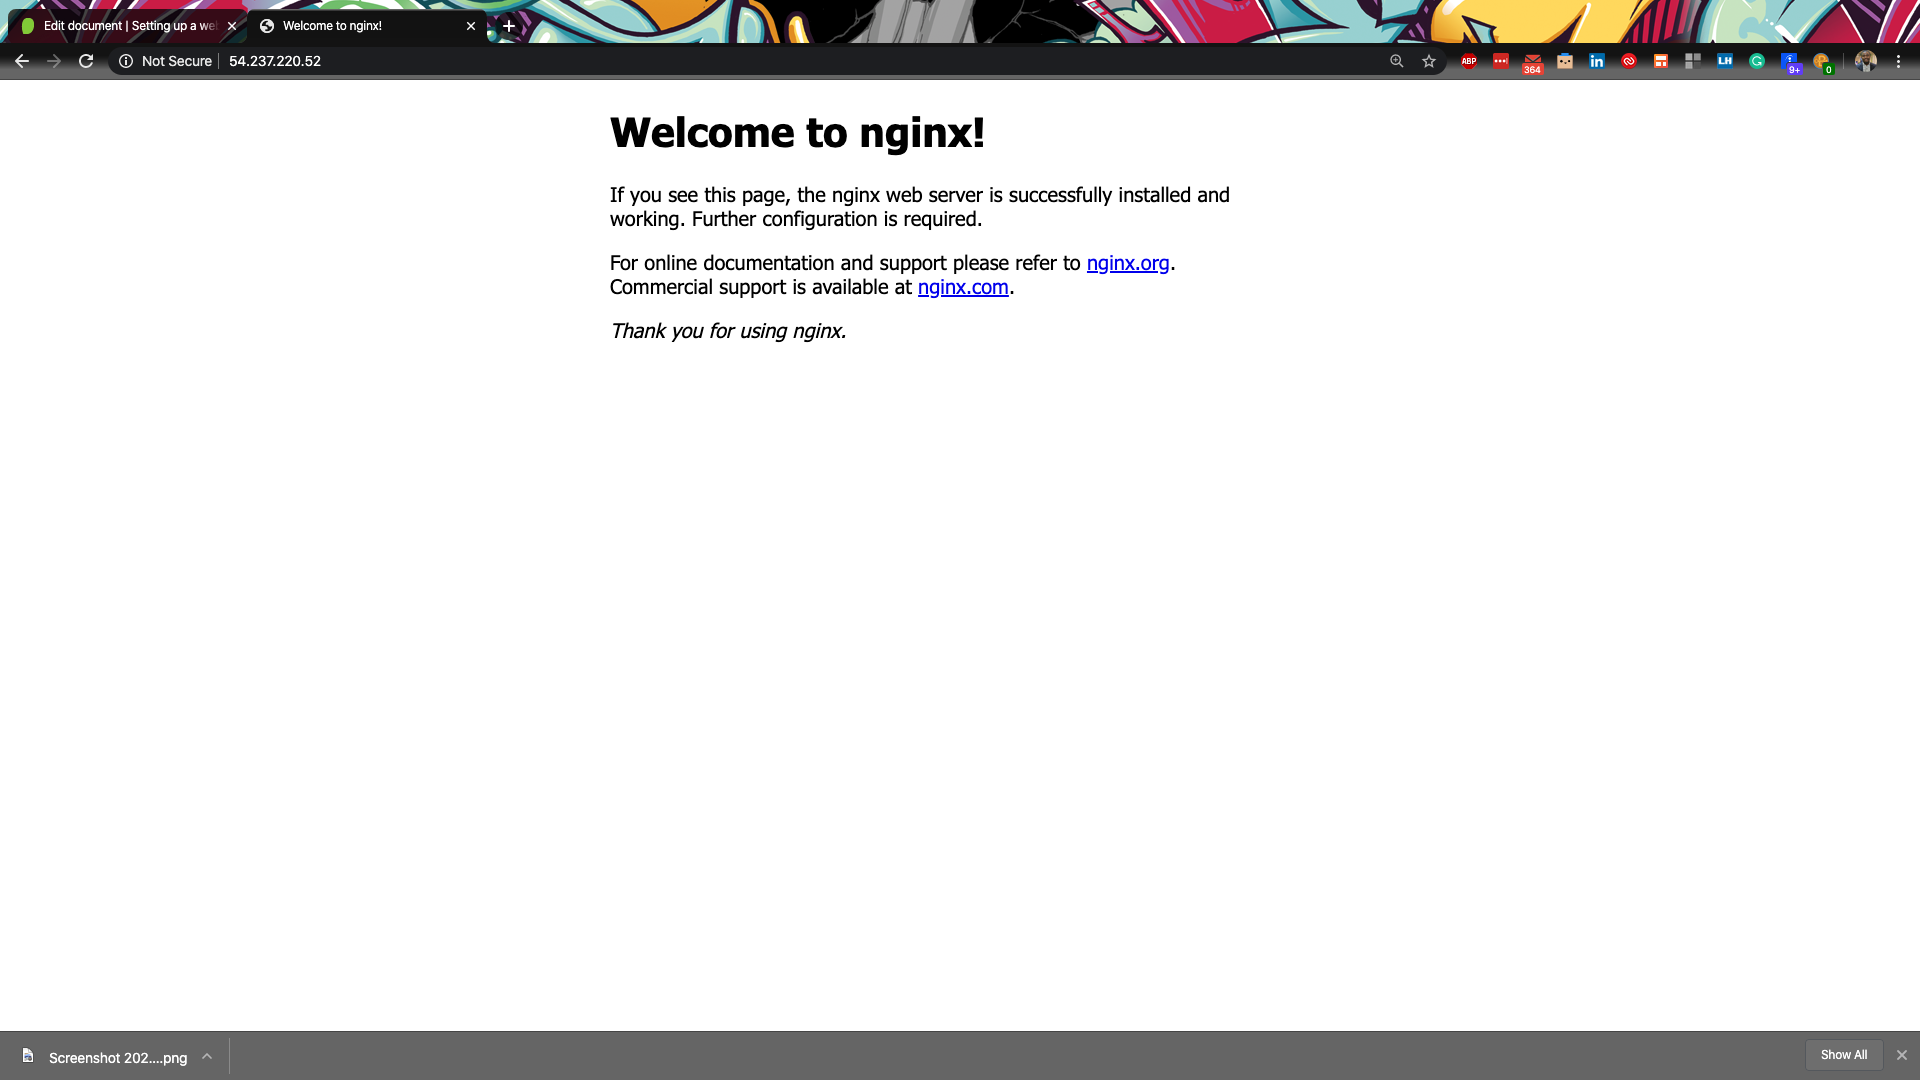 Edit document | Setting up a we
Welcome to nginx!
Not Secure
54.237.220.52
ABP
364
in
LH
9+
0
Welcome to nginx!
If you see this page, the nginx web server is successfully installed and
working. Further configuration is required.
For online documentation and support please refer to nginx.org.
Commercial support is available at nginx.com.
Thank you for using nginx.
Screenshot 202....png
Show All